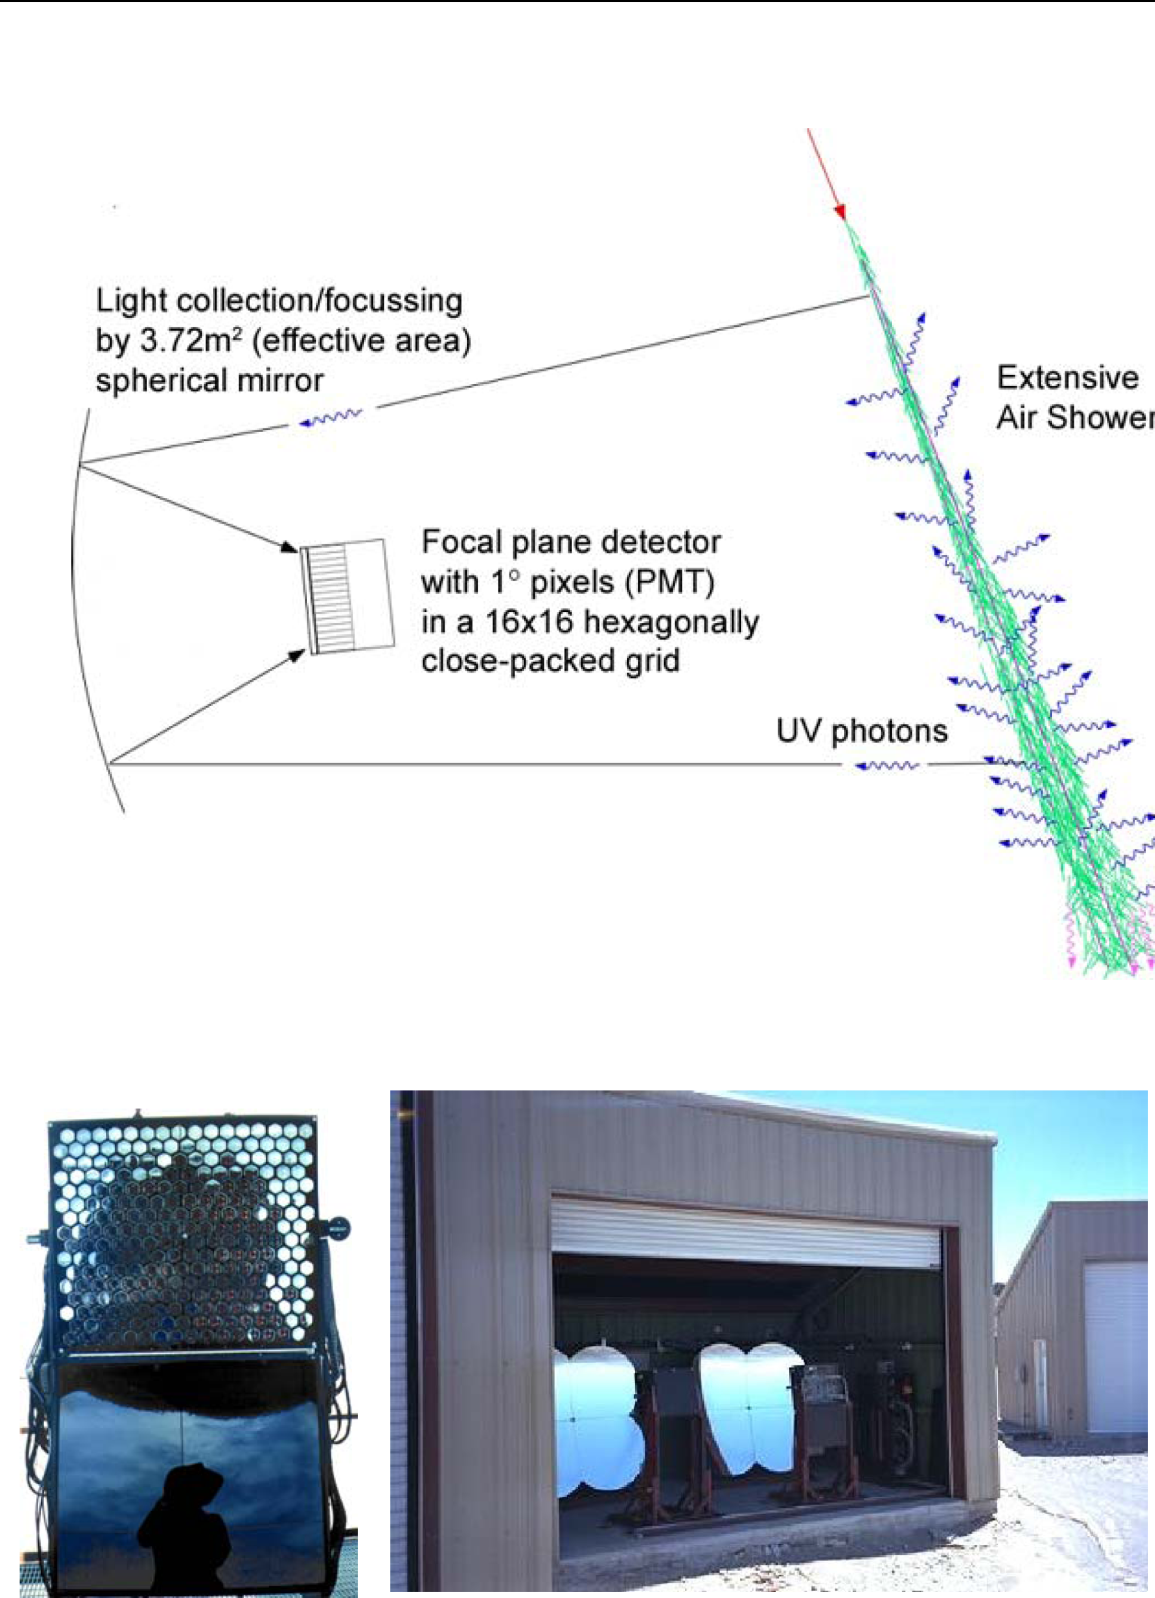 Light collection/focussing
by 3.72m² (effective area)
spherical mirror
Extensive
Air Shower
Focal plane detector
with 1° pixels (PMT)
in a 16x16 hexagonally
close-packed grid
UV photons